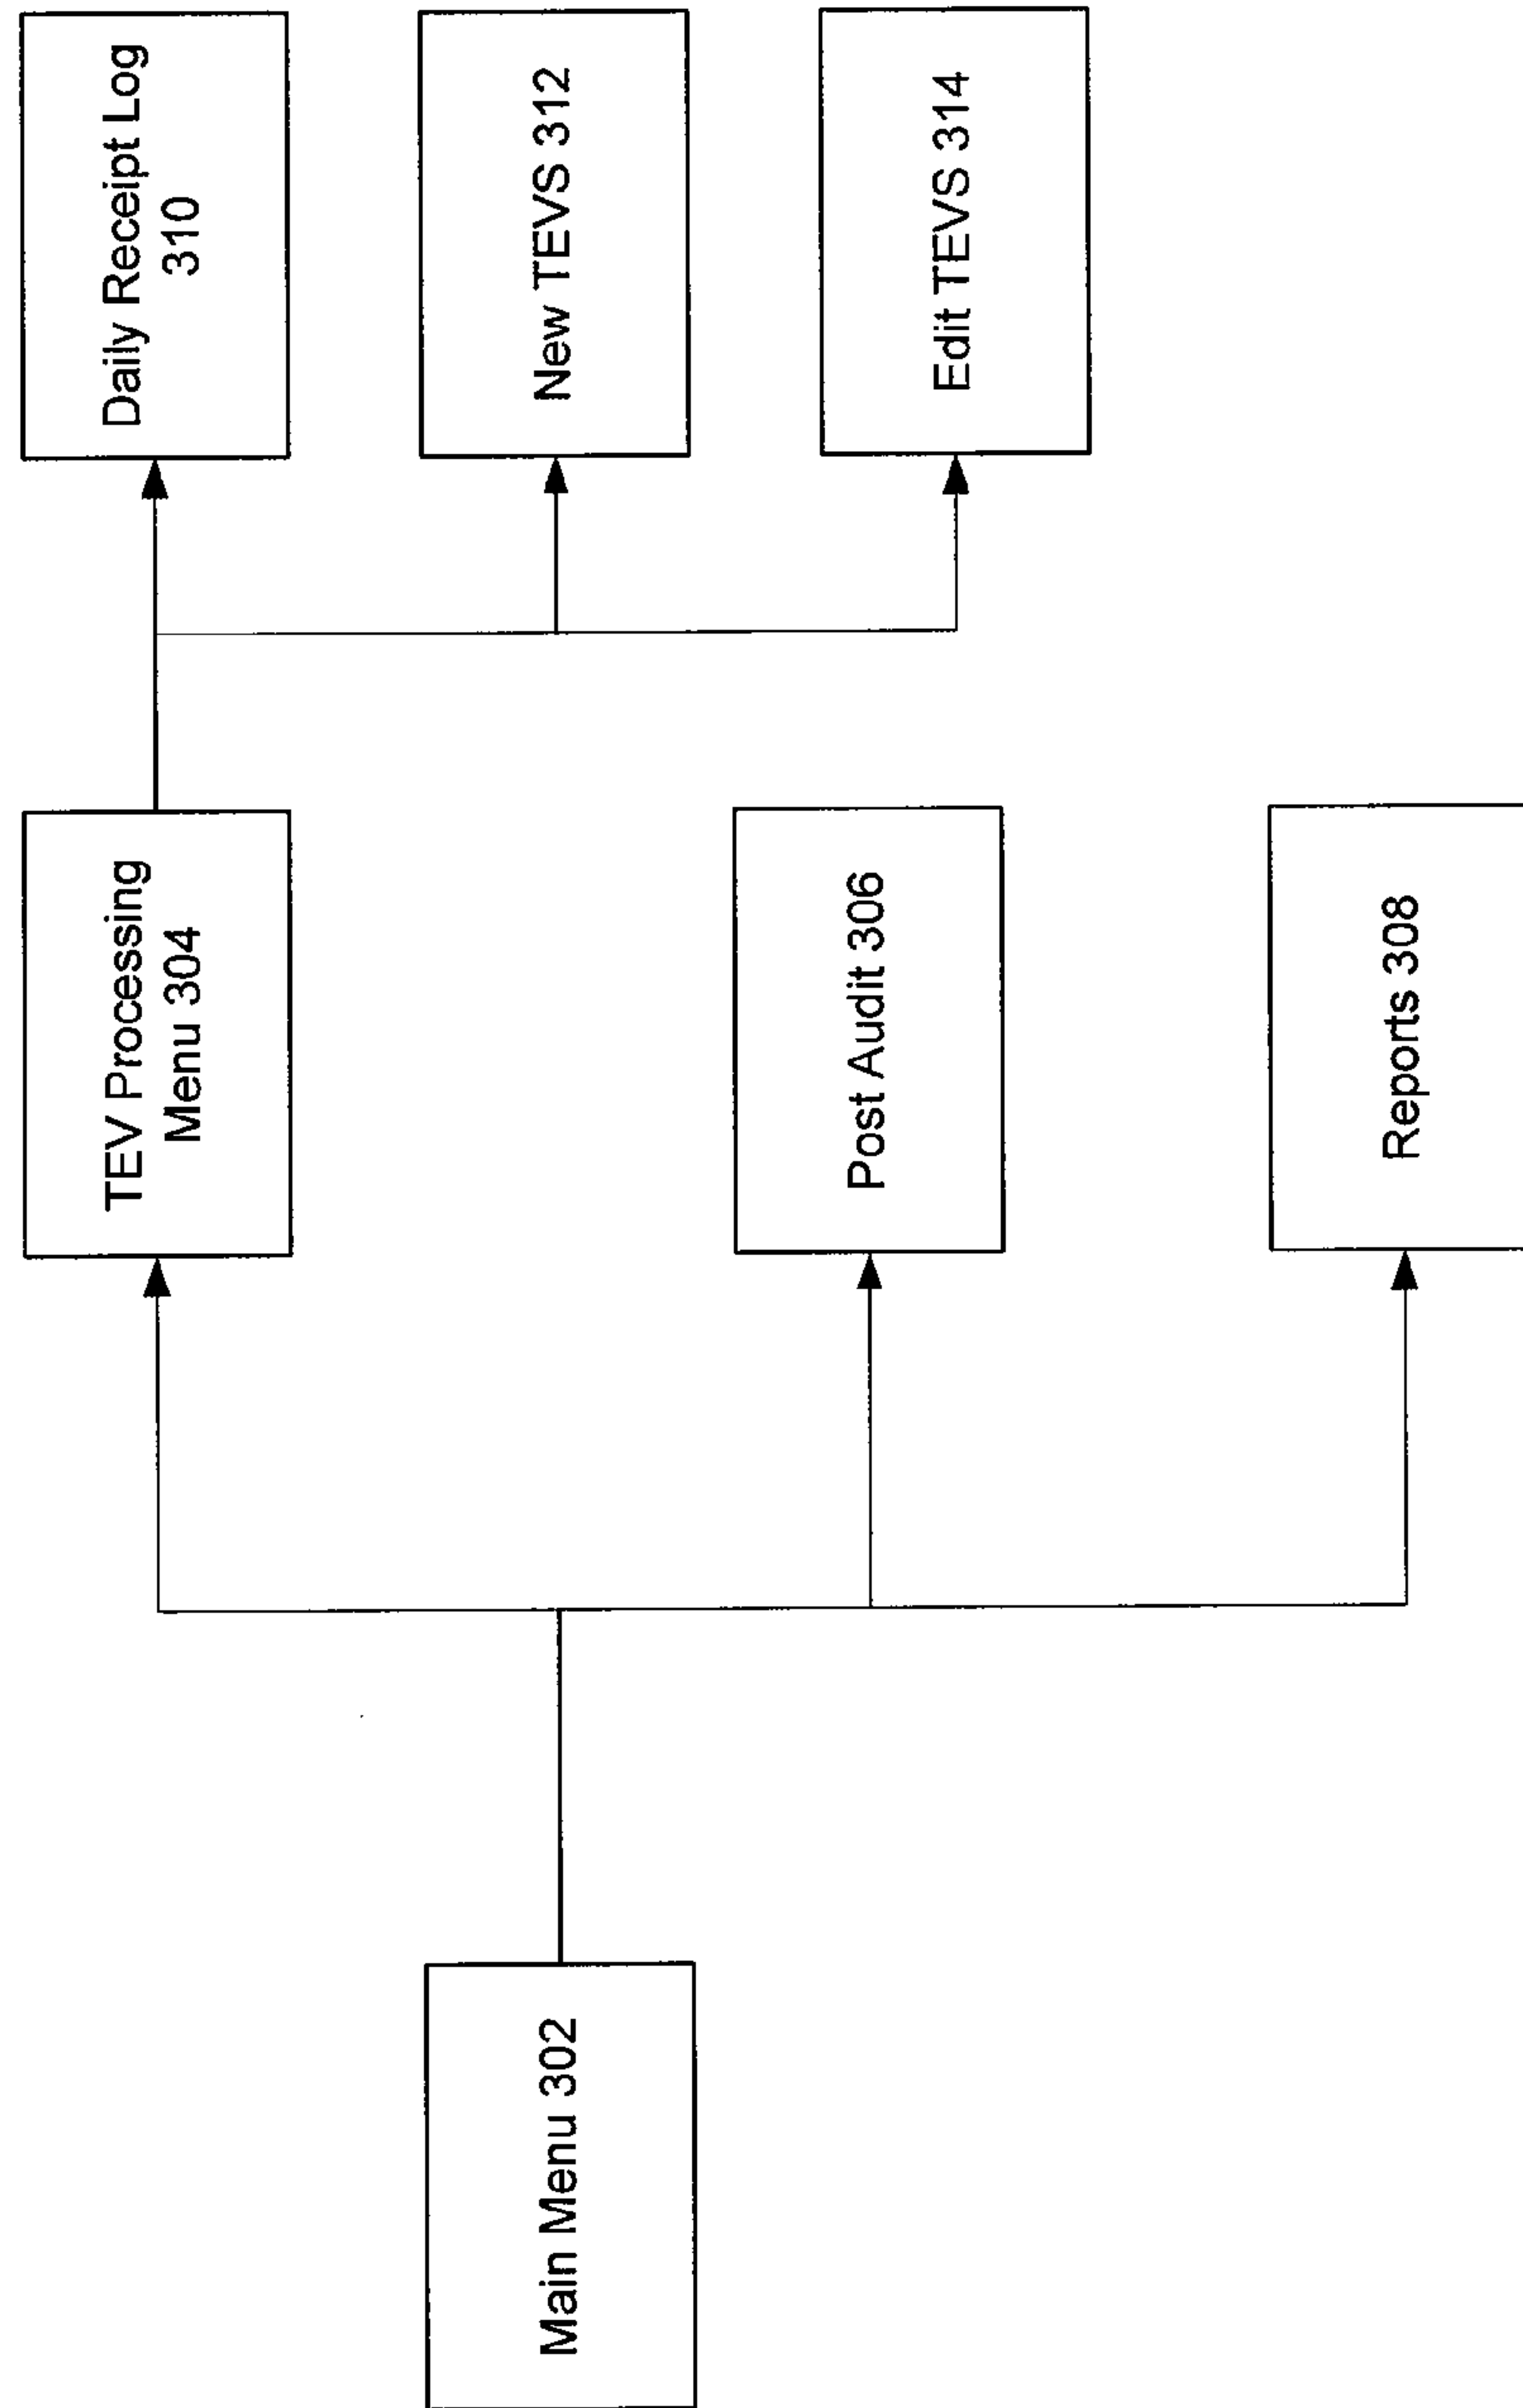 Main Menu 302
TEV Processing
Menu 304
Post Audit 306
Reports 308
Daily Receipt Log
310
New TEVS 312
Edit TEVS 314